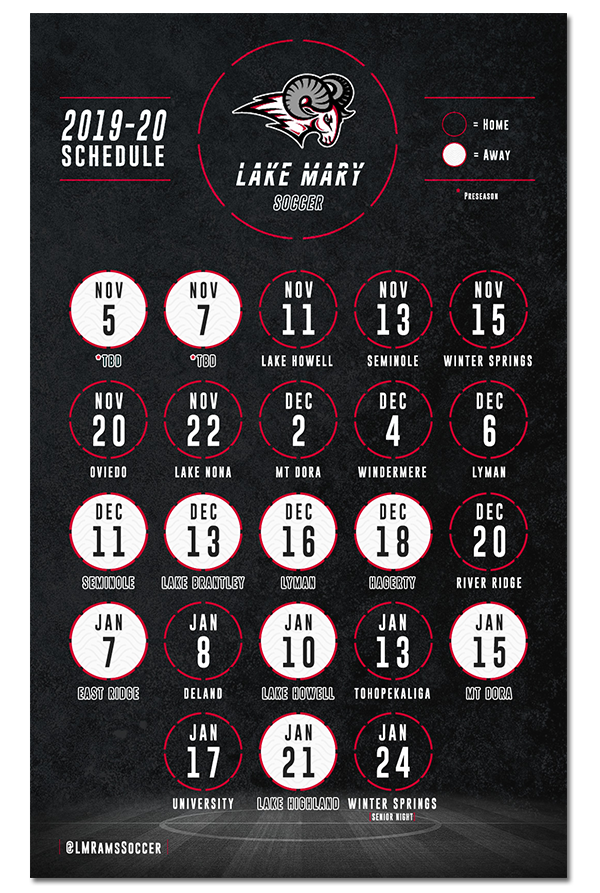 2019-20
SCHEDULE
LAKE MARY
SOCCER
= HOME
= AWAY
* PRESEASON
NOV NOV NOV NOV NOV
5 7 11 13 15
*TBD *TBD LAKE HOWELL SEMINOLE WINTER SPRINGS
NOV NOV DEC DEC DEC
20 22 2 4 6
OVIEDO LAKE NONA MT DORA WINDERMERE LYMAN
DEC DEC DEC DEC DEC
11 13 16 18 20
SEMINOLE LAKE BRANTLEY LYMAN HAGERTY RIVER RIDGE
JAN JAN JAN JAN JAN
7 8 10 13 15
EAST RIDGE DELAND LAKE HOWELL TOHOPEKALIGA MT DORA
JAN JAN JAN
17 21 24
UNIVERSITY LAKE HIGHLAND WINTER SPRINGS
(SENIOR NIGHT)
@LMRAMSSOCCER